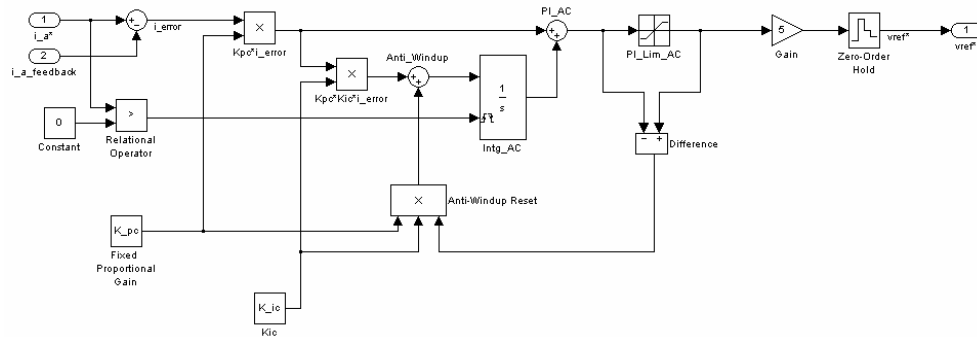 1
i_a*
2
i_a_feedback
+
−
i_error
×
Kpc*i_error
×
Kpc*Kic*i_error
Anti_Windup
+
+
1
s
Intg_AC
PI_AC
+
+
PI_Lim_AC
5
Gain
Zero-Order
Hold
vref*
1
vref*
0
Constant
>
Relational
Operator
− +
Difference
×
Anti-Windup Reset
K_pc
Fixed
Proportional
Gain
K_ic
Kic